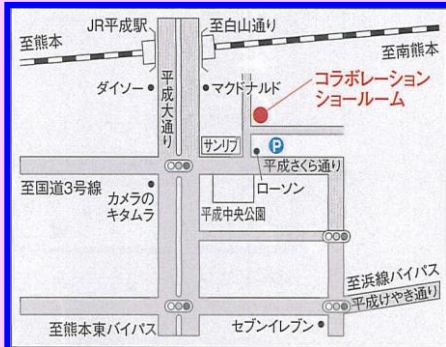 JR平成駅
至白山通り
至熊本
至南熊本
ダイソー
平成大通り
マクドナルド
コラボレーション
ショールーム
サンリブ
P
平成さくら通り
至国道3号線
カメラの
キタムラ
ローソン
平成中央公園
至浜線バイパス
平成けやき通り
至熊本東バイパス
セブンイレブン